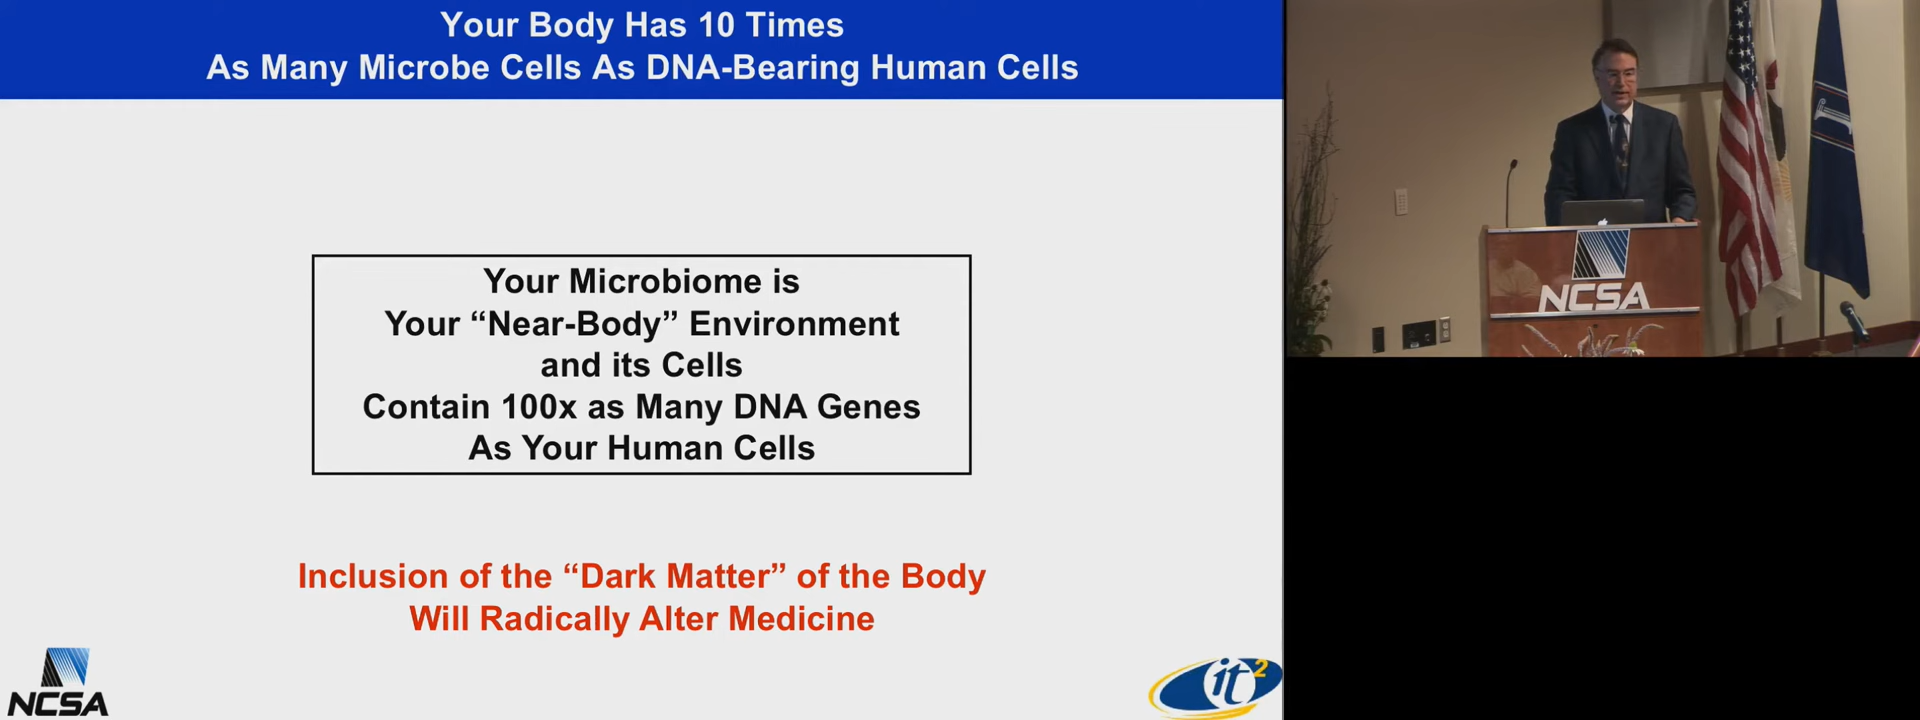 Your Body Has 10 Times
As Many Microbe Cells As DNA-Bearing Human Cells
Your Microbiome is
Your “Near-Body” Environment
and its Cells
Contain 100x as Many DNA Genes
As Your Human Cells
Inclusion of the “Dark Matter” of the Body
Will Radically Alter Medicine
NCSA
it2
NCSA